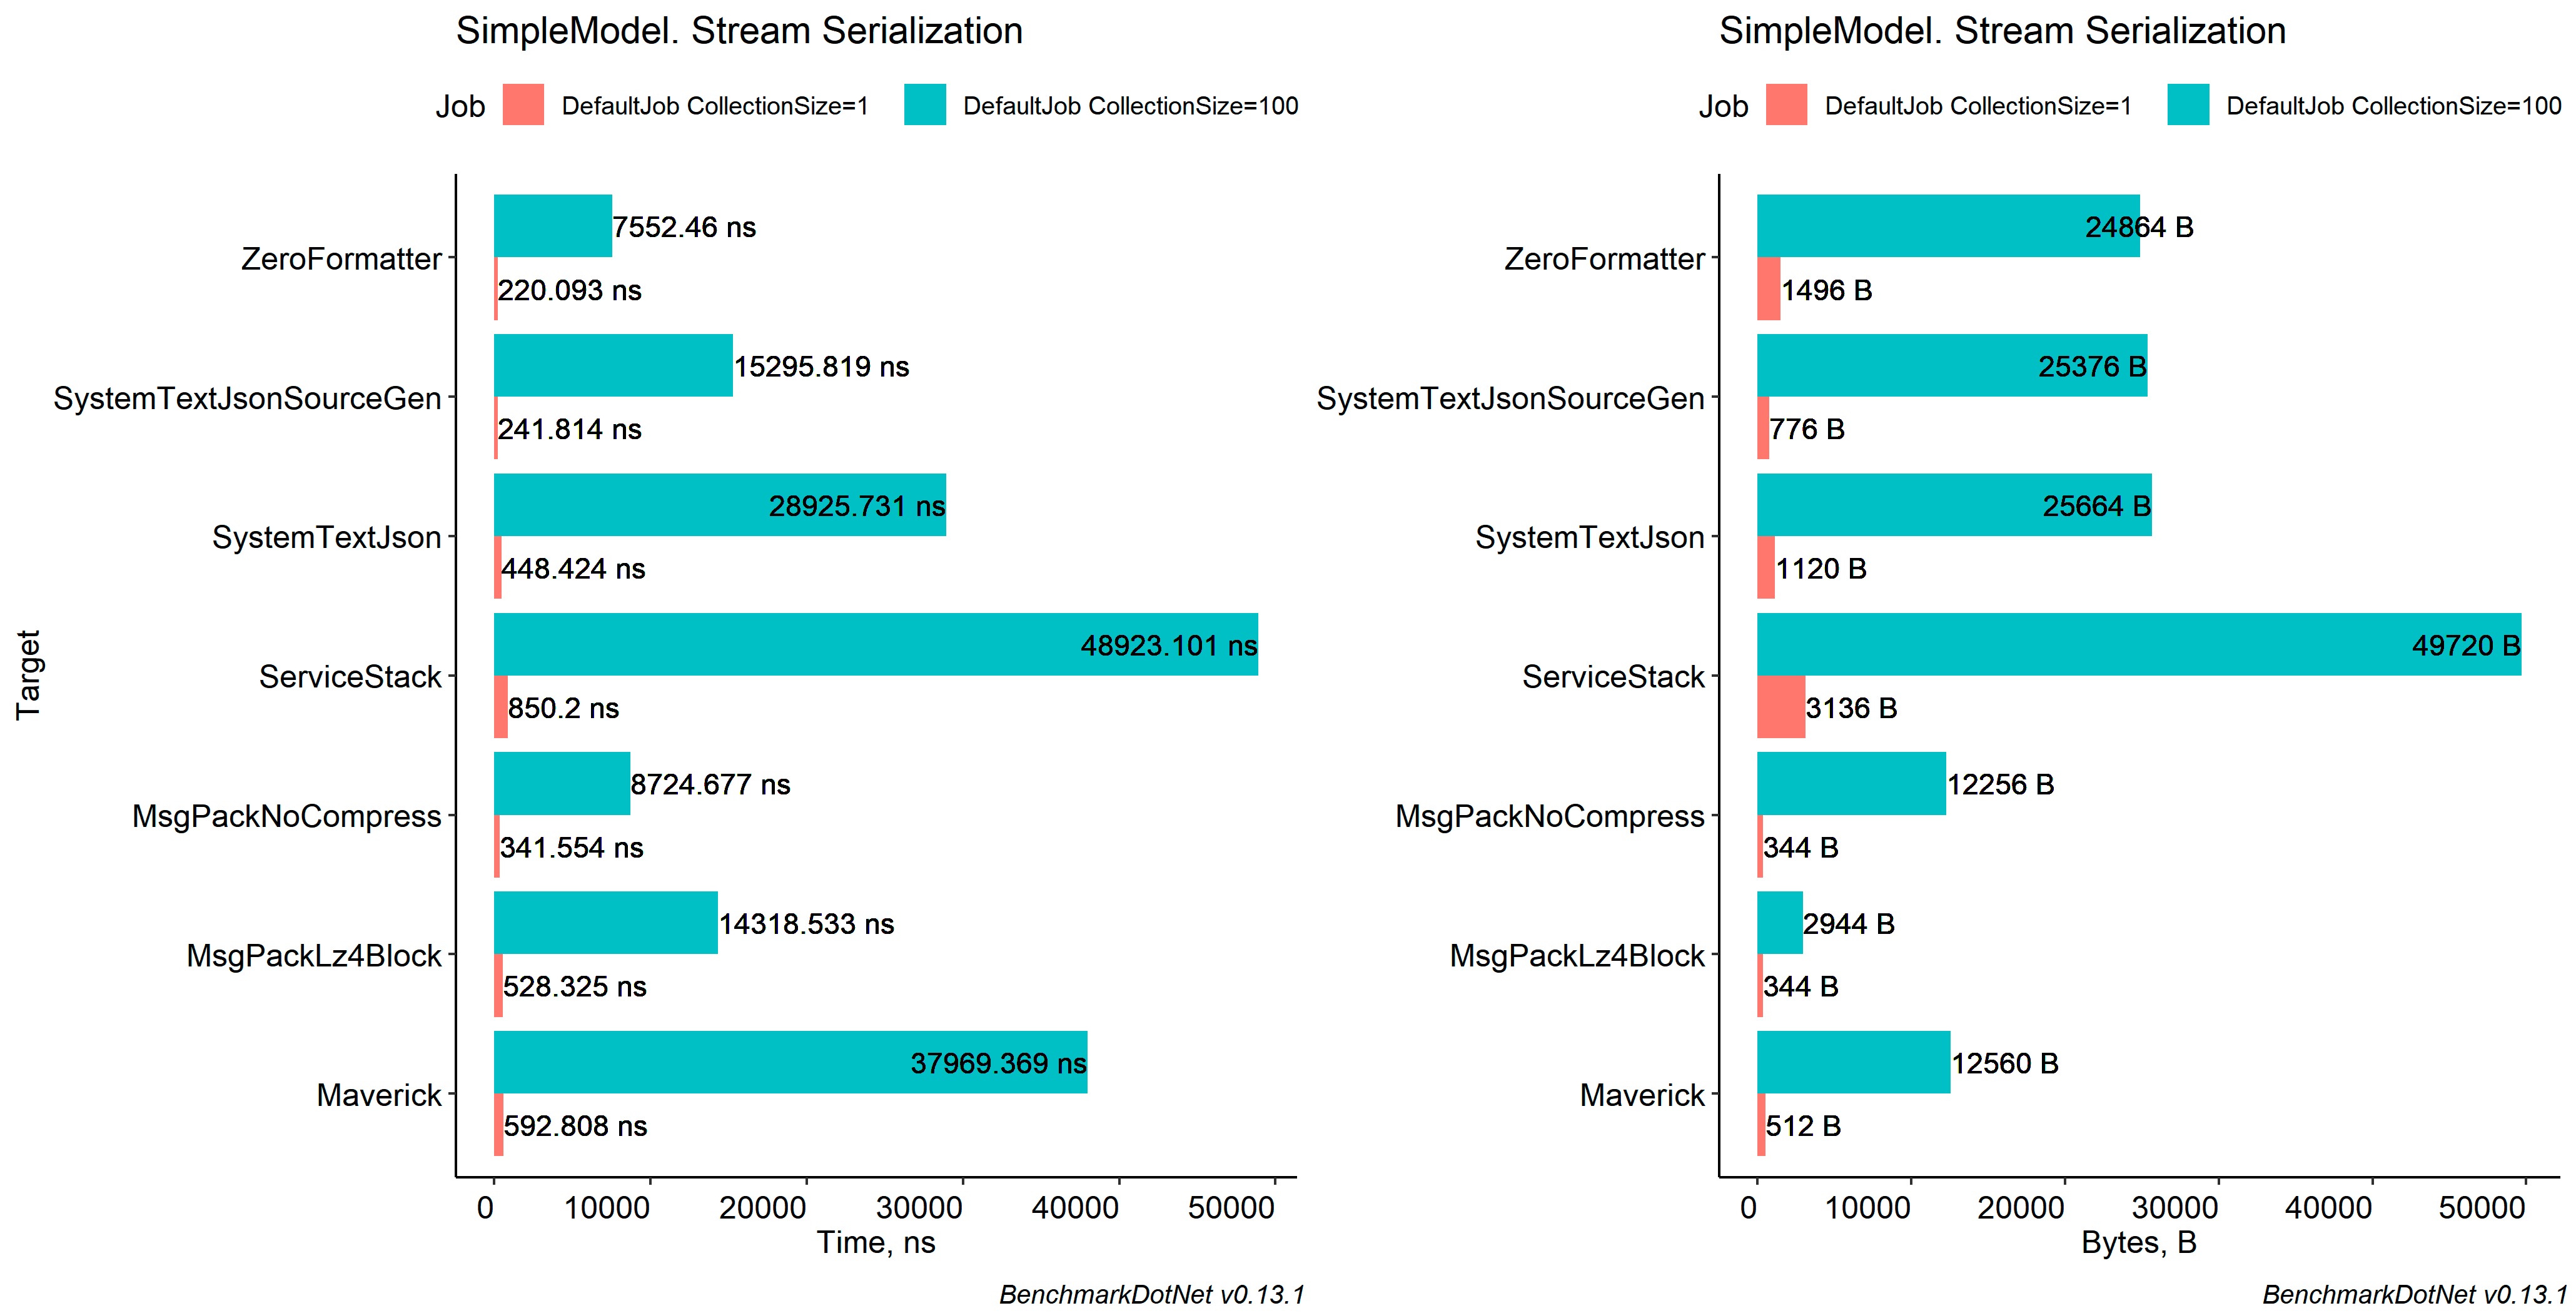 SimpleModel. Stream Serialization
Job DefaultJob CollectionSize=1 DefaultJob CollectionSize=100
Target
ZeroFormatter
7552.46 ns
220.093 ns
SystemTextJsonSourceGen
15295.819 ns
241.814 ns
SystemTextJson
28925.731 ns
448.424 ns
ServiceStack
48923.101 ns
850.2 ns
MsgPackNoCompress
8724.677 ns
341.554 ns
MsgPackLz4Block
14318.533 ns
528.325 ns
Maverick
37969.369 ns
592.808 ns
0 10000 20000 30000 40000 50000
Time, ns
BenchmarkDotNet v0.13.1
SimpleModel. Stream Serialization
Job DefaultJob CollectionSize=1 DefaultJob CollectionSize=100
ZeroFormatter
24864 B
1496 B
SystemTextJsonSourceGen
25376 B
776 B
SystemTextJson
25664 B
1120 B
ServiceStack
49720 B
3136 B
MsgPackNoCompress
12256 B
344 B
MsgPackLz4Block
2944 B
344 B
Maverick
12560 B
512 B
0 10000 20000 30000 40000 50000
Bytes, B
BenchmarkDotNet v0.13.1